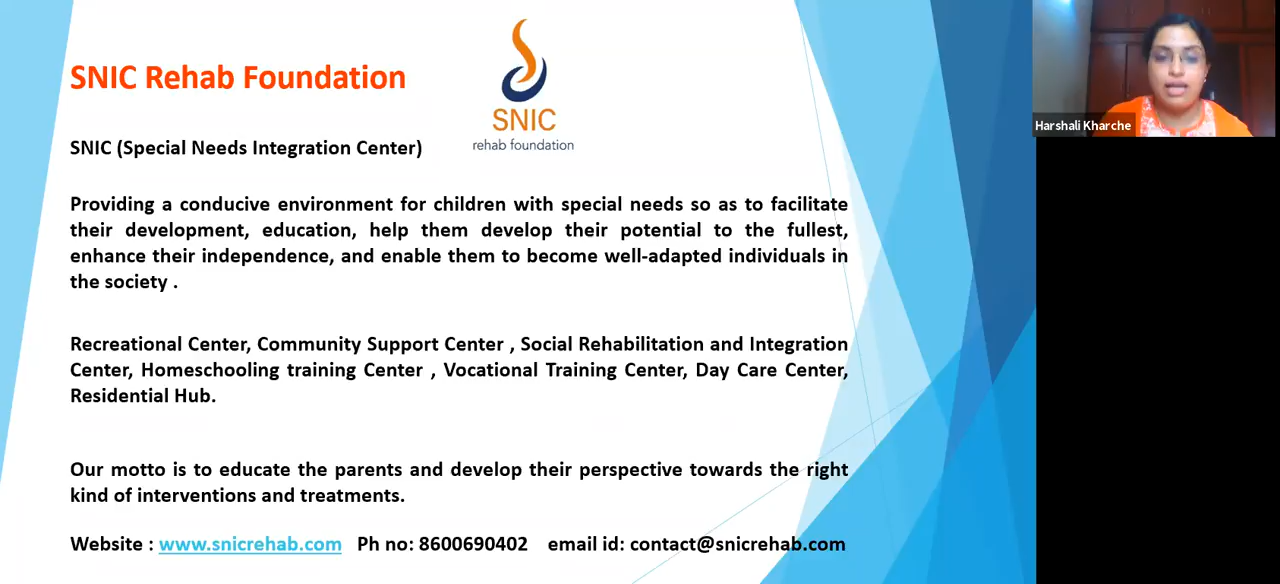 SNIC Rehab Foundation
SNIC
rehab foundation
SNIC (Special Needs Integration Center)
Providing a conducive environment for children with special needs so as to facilitate
their development, education, help them develop their potential to the fullest,
enhance their independence, and enable them to become well-adapted individuals in
the society .
Recreational Center, Community Support Center , Social Rehabilitation and Integration
Center, Homeschooling training Center , Vocational Training Center, Day Care Center,
Residential Hub.
Our motto is to educate the parents and develop their perspective towards the right
kind of interventions and treatments.
Website : www.snicrehab.com Ph no: 8600690402 email id: contact@snicrehab.com
Harshali Kharche